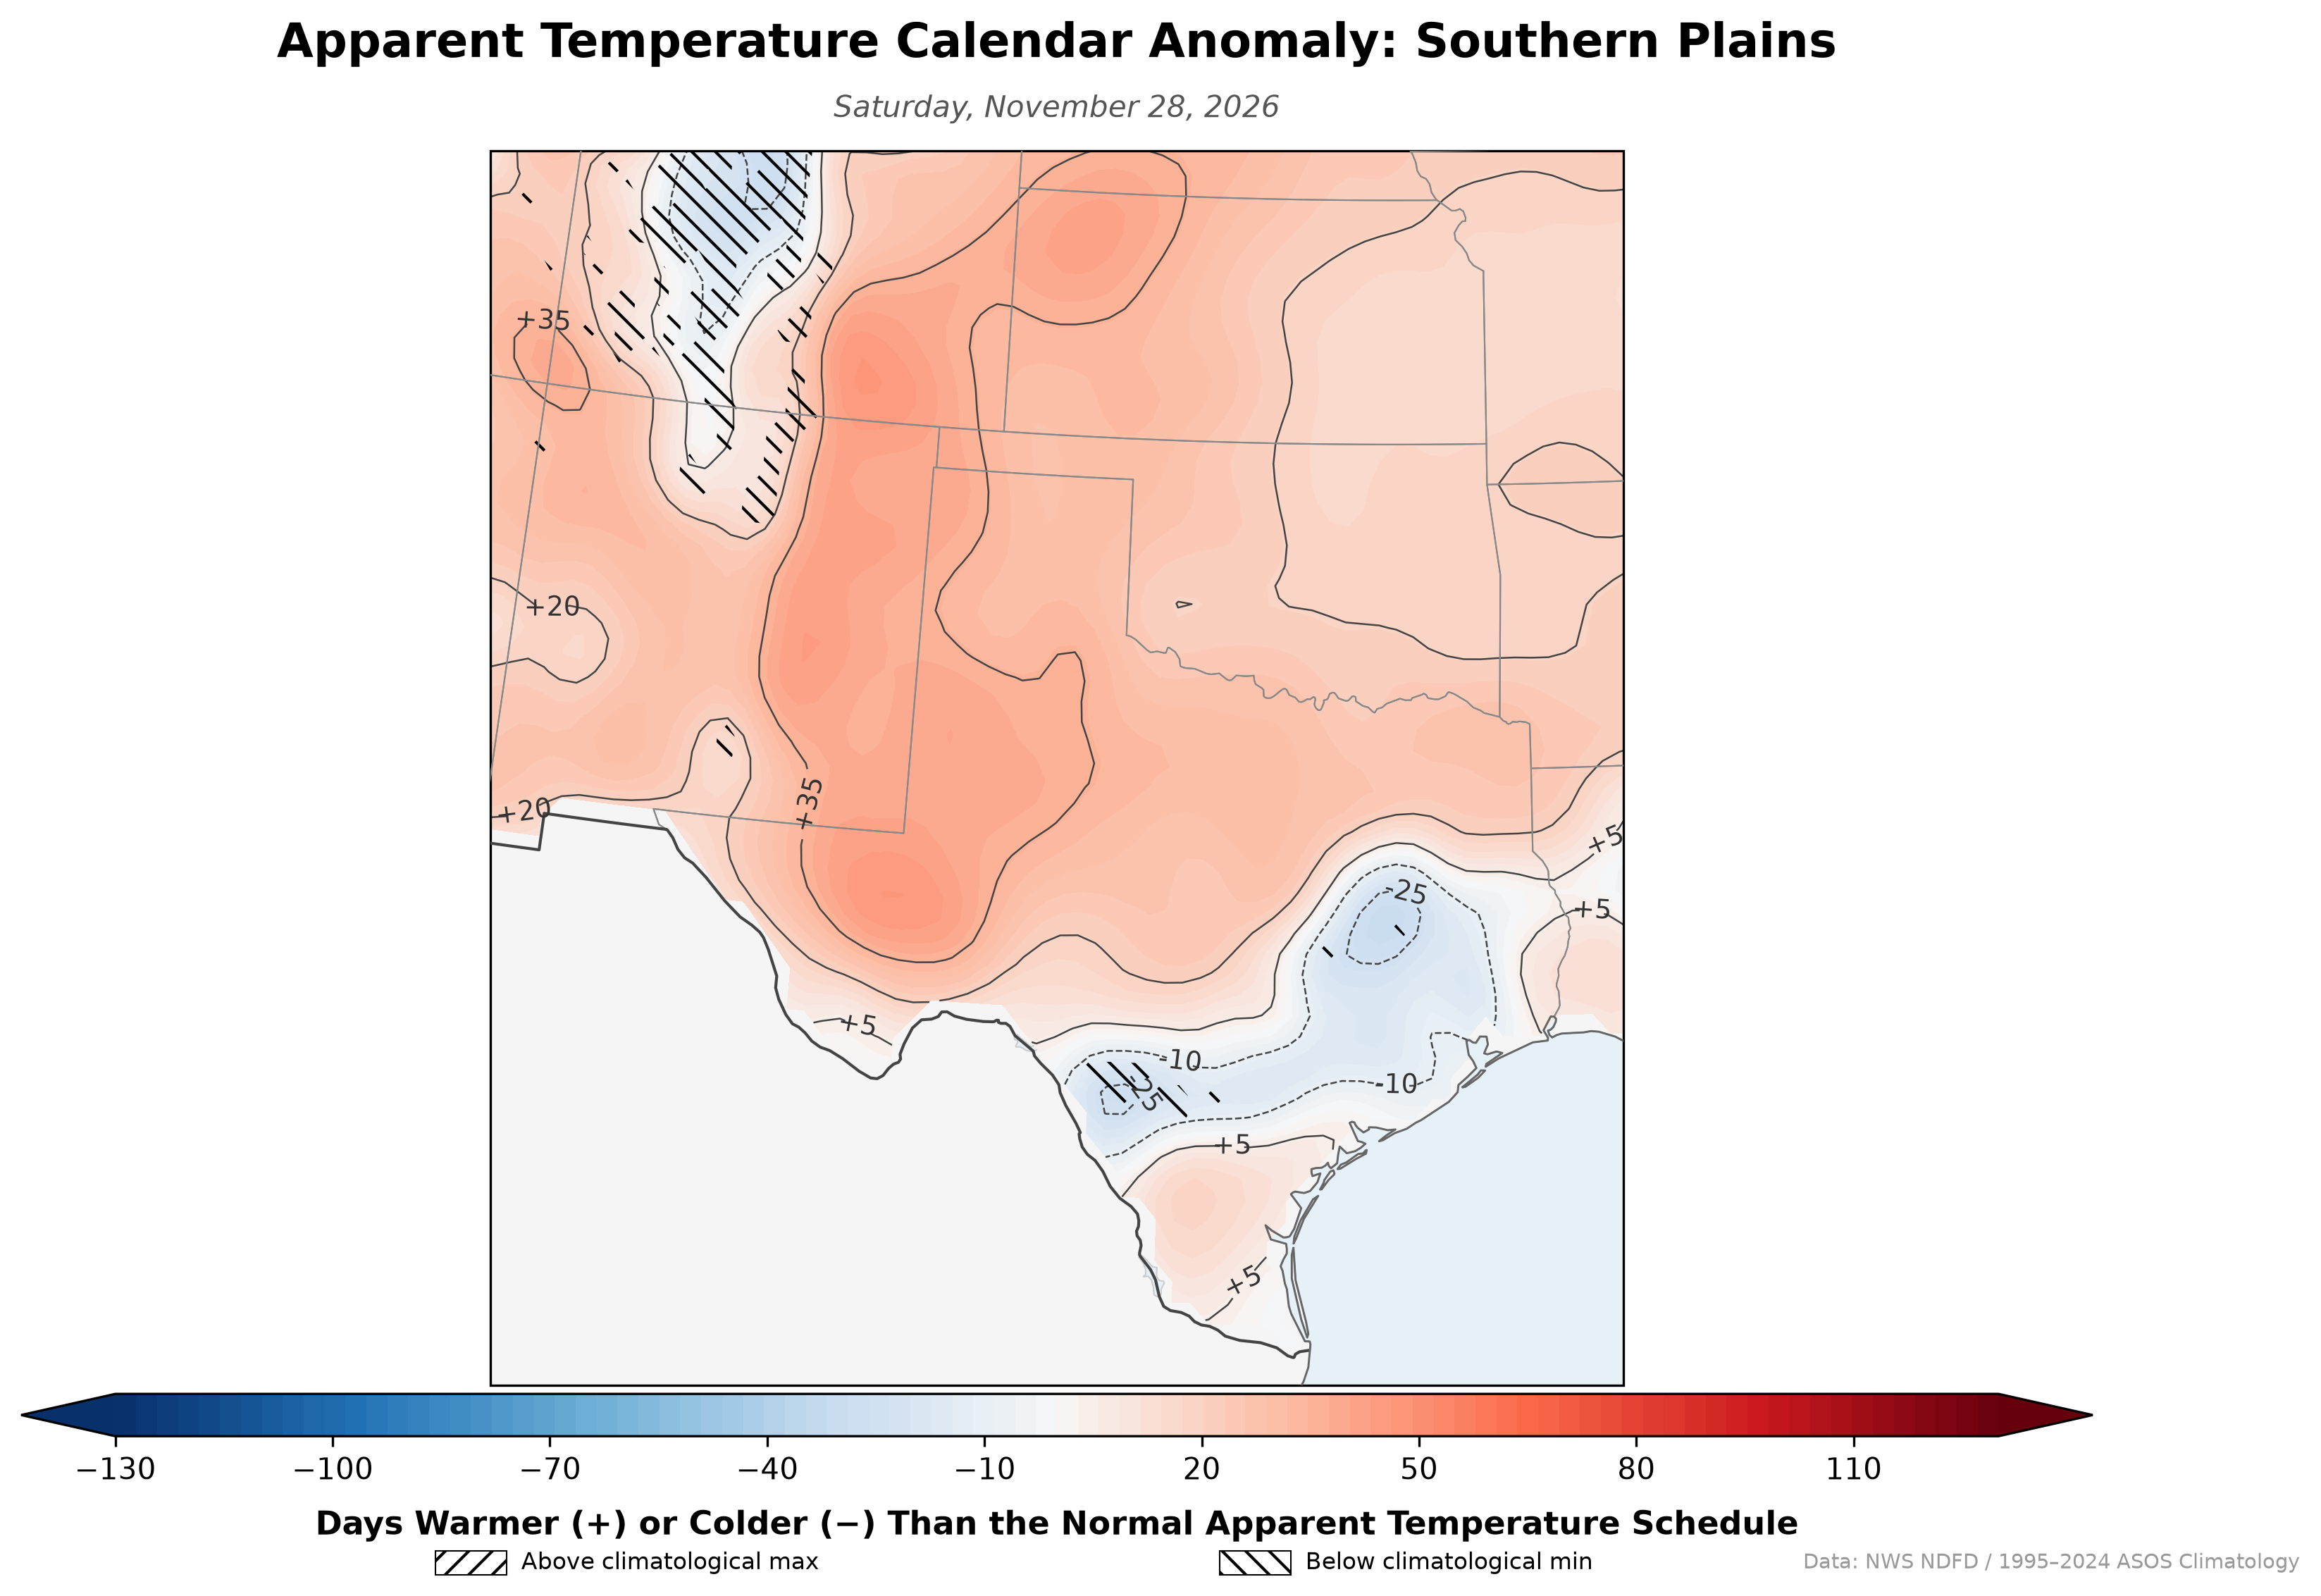 Apparent Temperature Calendar Anomaly: Southern Plains
Saturday, November 28, 2026
+35
+20
+20
+35
+5
-25
+5
+5
-10
-25
-10
+5
+5
−130 −100 −70 −40 −10 20 50 80 110
Days Warmer (+) or Colder (−) Than the Normal Apparent Temperature Schedule
Above climatological max
Below climatological min
Data: NWS NDFD / 1995–2024 ASOS Climatology